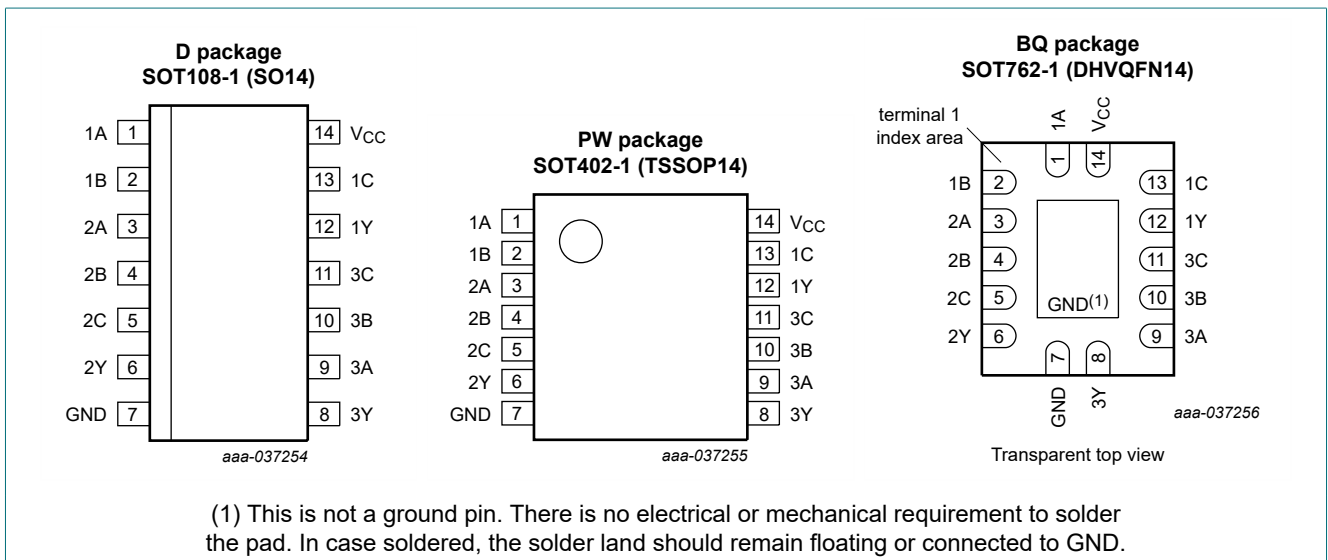 D package
SOT108-1 (SO14)
1A 1 14 VCC
1B 2 13 1C
2A 3 12 1Y
2B 4 11 3C
2C 5 10 3B
2Y 6 9 3A
GND 7 8 3Y
aaa-037254
PW package
SOT402-1 (TSSOP14)
1A 1 14 VCC
1B 2 13 1C
2A 3 12 1Y
2B 4 11 3C
2C 5 10 3B
2Y 6 9 3A
GND 7 8 3Y
aaa-037255
BQ package
SOT762-1 (DHVQFN14)
terminal 1
index area
1A VCC
1 14
1B 2 13 1C
2A 3 12 1Y
2B 4 11 3C
2C 5 10 3B
GND(1)
2Y 6 9 3A
7 8
GND 3Y
aaa-037256
Transparent top view
(1) This is not a ground pin. There is no electrical or mechanical requirement to solder
the pad. In case soldered, the solder land should remain floating or connected to GND.